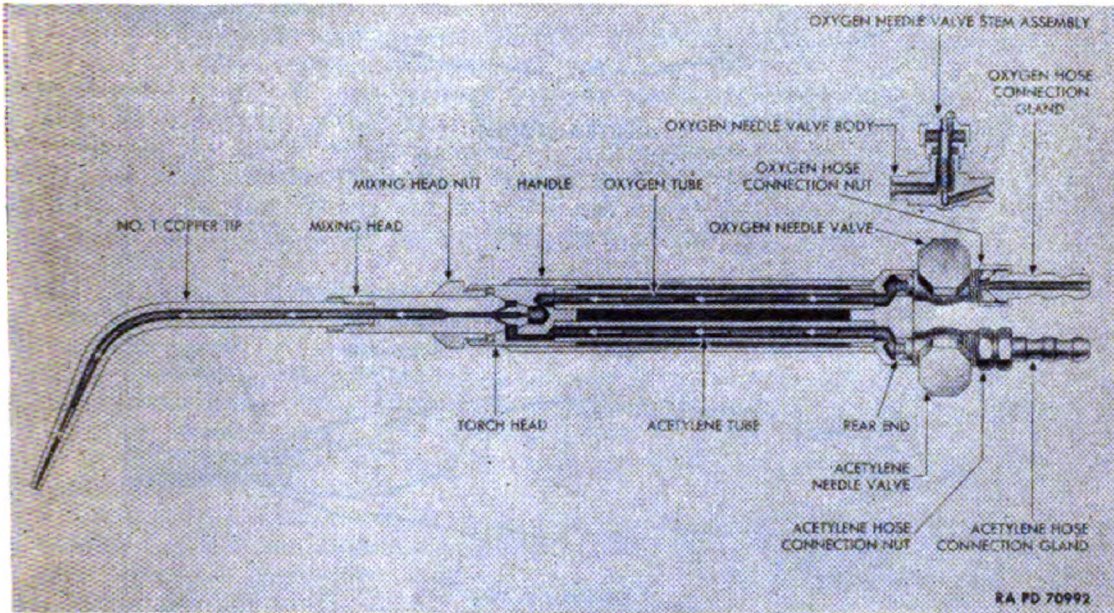 OXYGEN NEEDLE VALVE STEM ASSEMBLY
OXYGEN HOSE
CONNECTION
GLAND
OXYGEN NEEDLE VALVE BODY
OXYGEN HOSE
CONNECTION NUT
MIXING HEAD NUT
HANDLE
OXYGEN TUBE
NO. 1 COPPER TIP
MIXING HEAD
OXYGEN NEEDLE VALVE
TORCH HEAD
ACETYLENE TUBE
REAR END
ACETYLENE
NEEDLE VALVE
ACETYLENE HOSE
CONNECTION NUT
ACETYLENE HOSE
CONNECTION GLAND
RA PD 70992